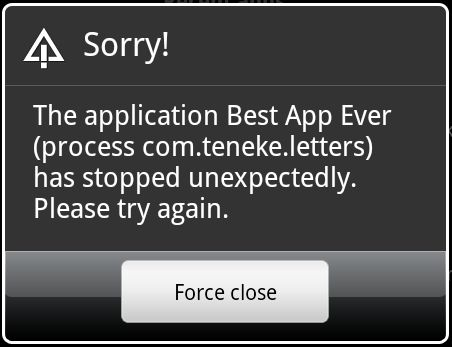 Sorry!
The application Best App Ever
(process com.teneke.letters)
has stopped unexpectedly.
Please try again.
Force close